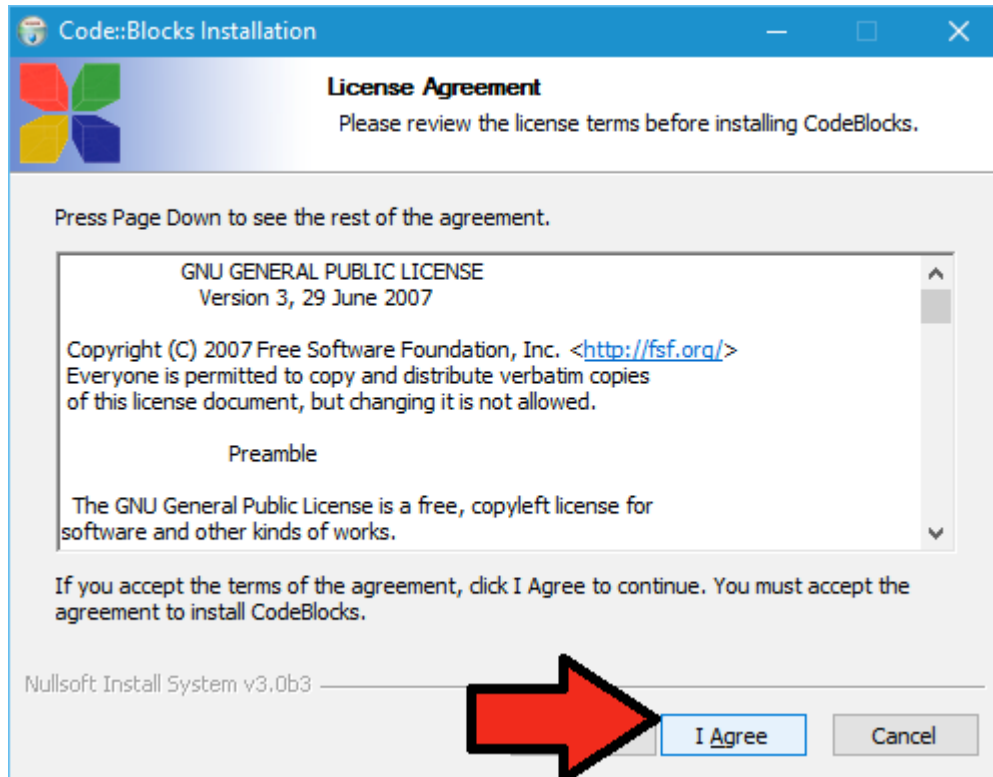 Code::Blocks Installation
License Agreement
Please review the license terms before installing CodeBlocks.
Press Page Down to see the rest of the agreement.
GNU GENERAL PUBLIC LICENSE
Version 3, 29 June 2007
Copyright (C) 2007 Free Software Foundation, Inc. <http://fsf.org/>
Everyone is permitted to copy and distribute verbatim copies
of this license document, but changing it is not allowed.
Preamble
The GNU General Public License is a free, copyleft license for
software and other kinds of works.
If you accept the terms of the agreement, click I Agree to continue. You must accept the
agreement to install CodeBlocks.
Nullsoft Install System v3.0b3
I Agree
Cancel